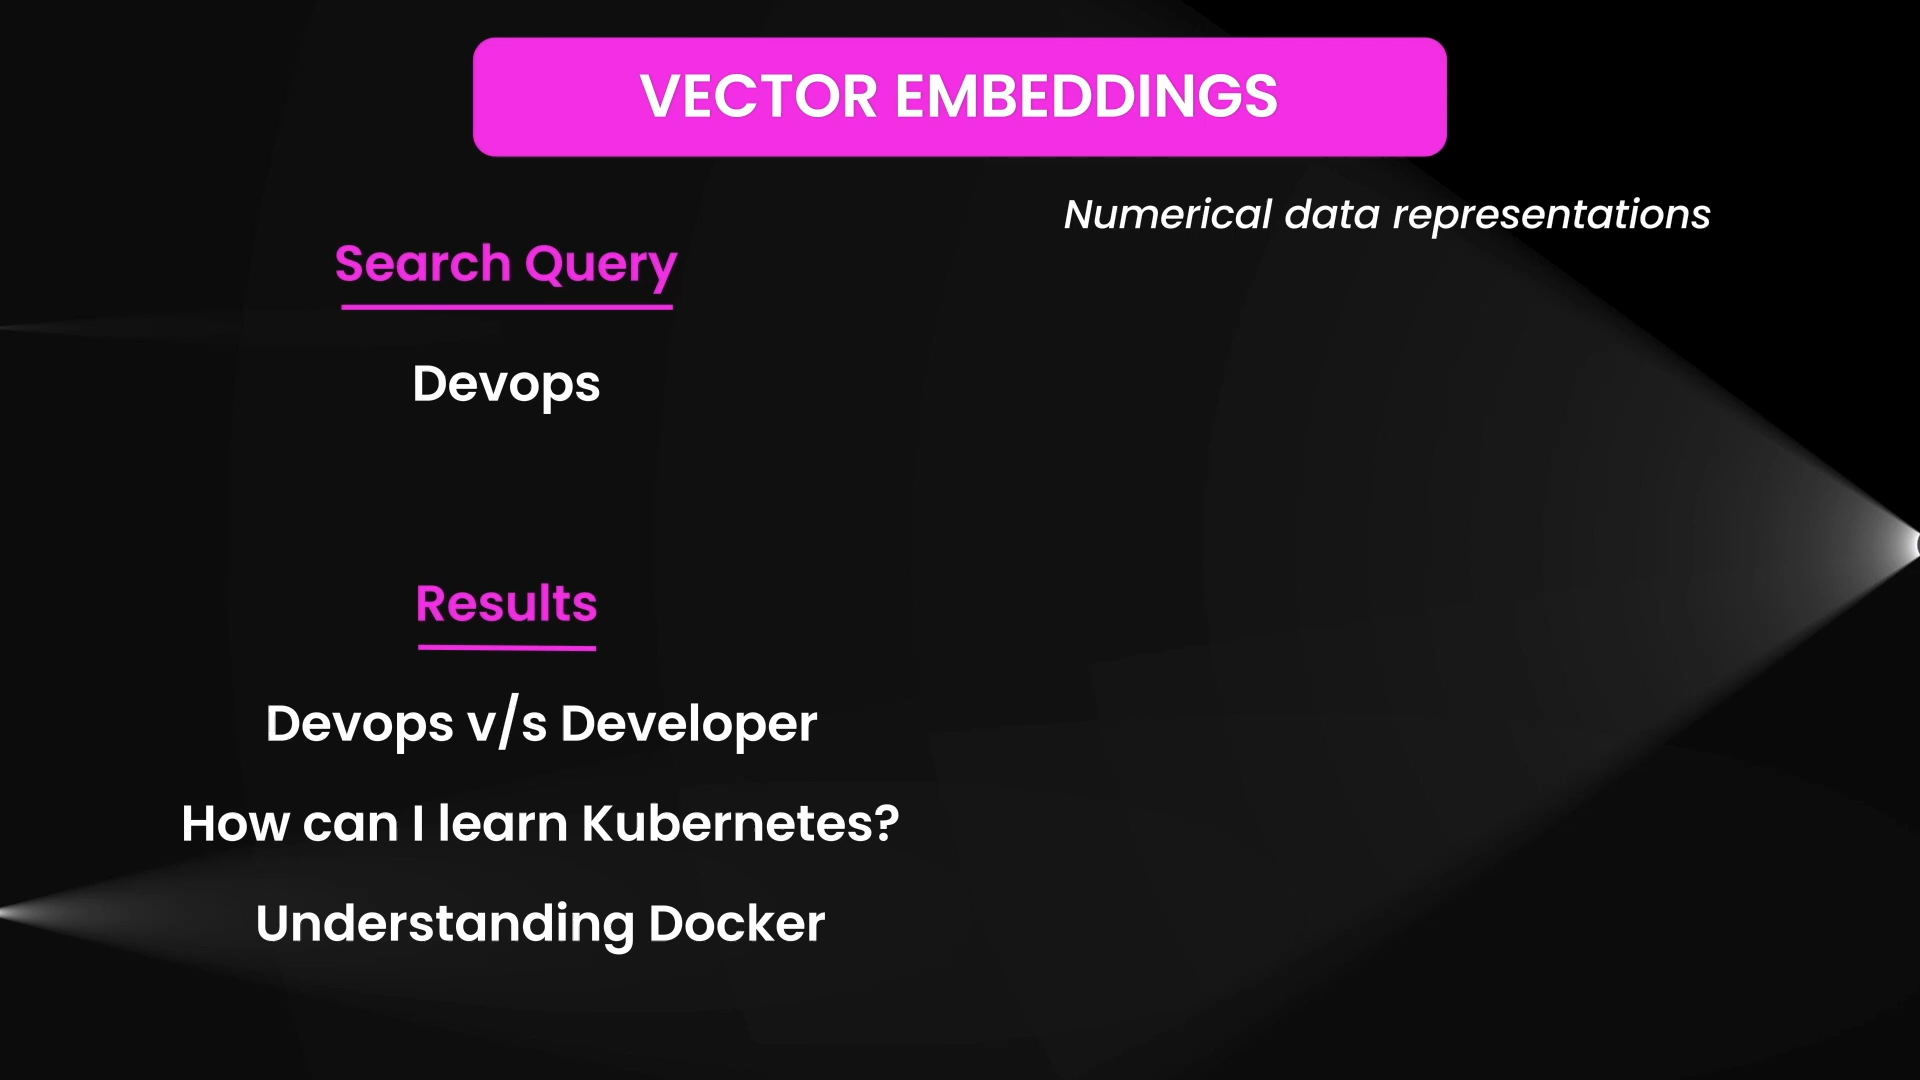 VECTOR EMBEDDINGS
Numerical data representations
Search Query
Devops
Results
Devops v/s Developer
How can I learn Kubernetes?
Understanding Docker